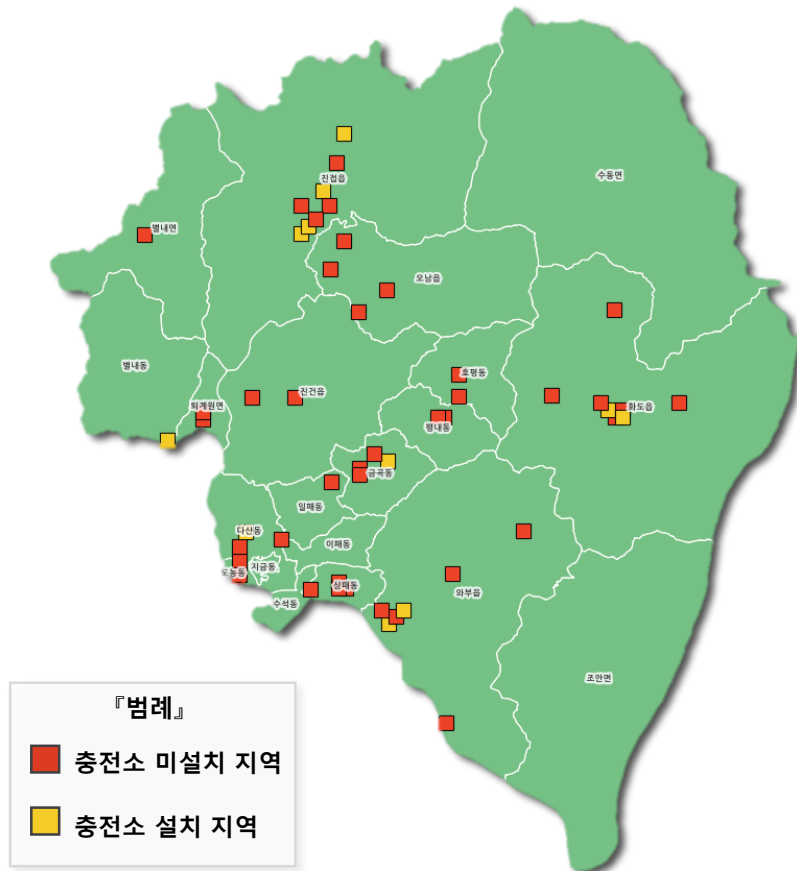 진접읍
수동면
별내면
오남읍
별내동
호평동
진건읍
화도읍
퇴계원면
평내동
금곡동
일패동
다산동
이패동
지금동
도농동
삼패동
와부읍
수석동
조안면
『범례』
충전소 미설치 지역
충전소 설치 지역